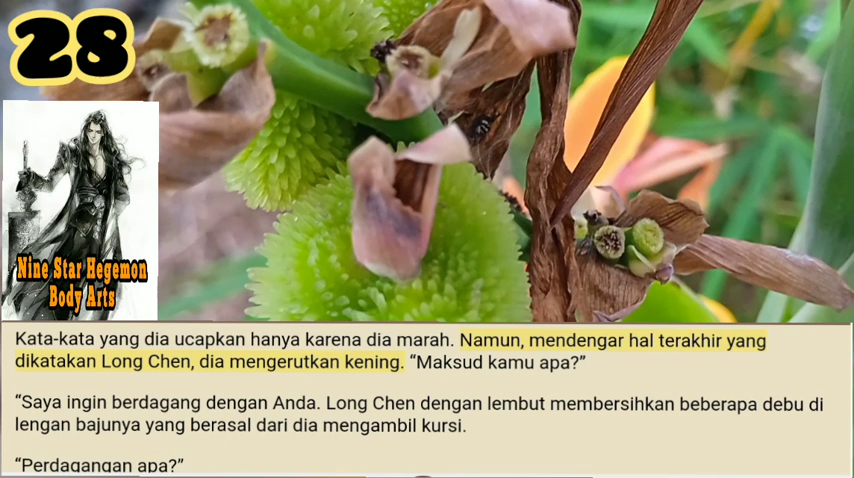 28
Nine Star Hegemon
Body Arts
Kata-kata yang dia ucapkan hanya karena dia marah. Namun, mendengar hal terakhir yang
dikatakan Long Chen, dia mengerutkan kening. “Maksud kamu apa?”
“Saya ingin berdagang dengan Anda. Long Chen dengan lembut membersihkan beberapa debu di
lengan bajunya yang berasal dari dia mengambil kursi.
“Perdagangan apa?”